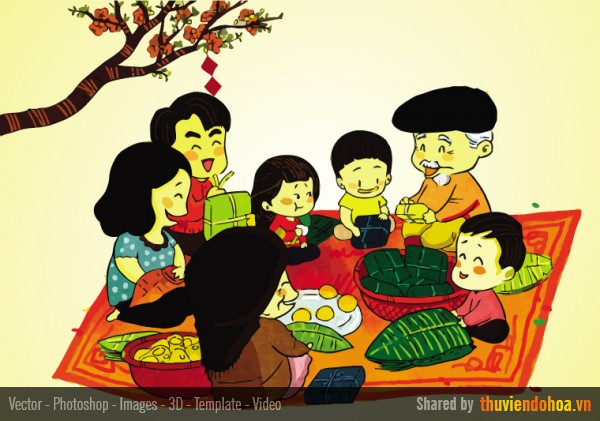 Vector - Photoshop - Images - 3D - Template - Video
Shared by thuviendohoa.vn